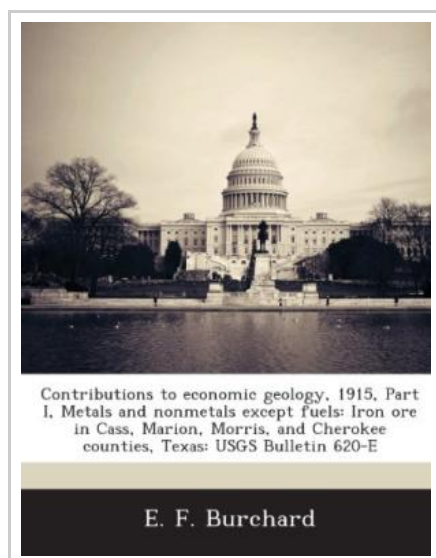 Contributions to economic geology, 1915, Part
I, Metals and nonmetals except fuels: Iron ore
in Cass, Marion, Morris, and Cherokee
counties, Texas: USGS Bulletin 620-E
E. F. Burchard